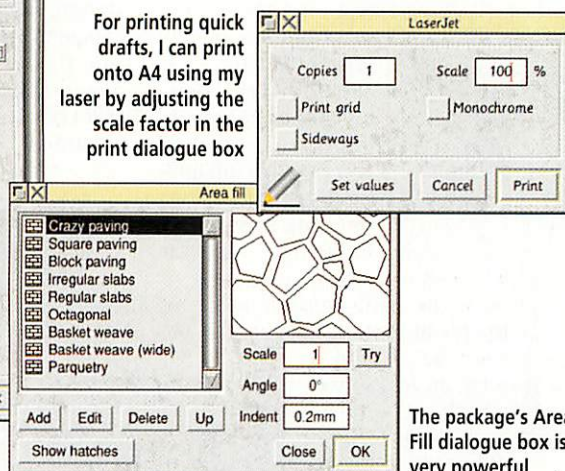 For printing quick
drafts, I can print
onto A4 using my
laser by adjusting the
scale factor in the
print dialogue box
LaserJet
Copies 1 Scale 100 %
Print grid Monochrome
Sideways
Set values Cancel Print
Area fill
Crazy paving
Square paving
Block paving
Irregular slabs
Regular slabs
Octagonal
Basket weave
Basket weave (wide)
Parquetry
Scale 1 Try
Angle 0°
Indent 0.2mm
Add Edit Delete Up
Show hatches Close OK
The package's Area
Fill dialogue box is
very powerful